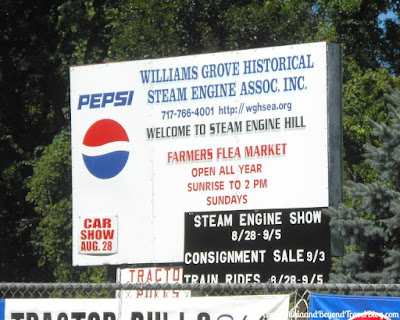 PEPSI
WILLIAMS GROVE HISTORICAL
STEAM ENGINE ASSOC. INC.
717-766-4001 http://wghsea.org
WELCOME TO STEAM ENGINE HILL
FARMERS FLEA MARKET
OPEN ALL YEAR
SUNRISE TO 2 PM
SUNDAYS
CAR
SHOW
AUG. 28
STEAM ENGINE SHOW
8/28-9/5
CONSIGNMENT SALE 9/3
TRAIN RIDES 8/28-9/5
TRACTO
PULLS
TRACTOR PULLS